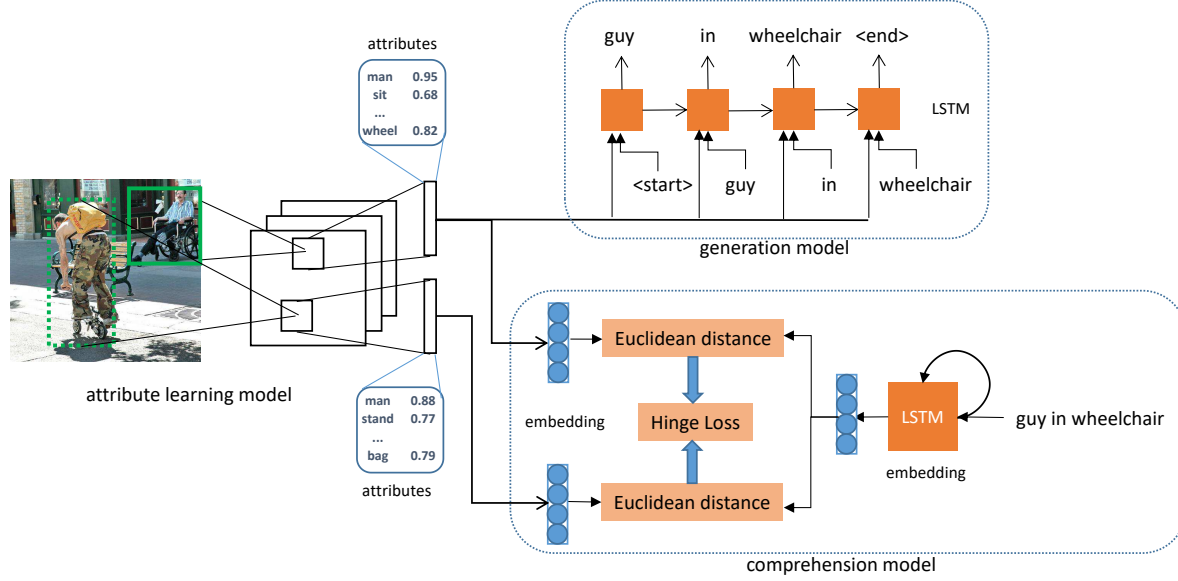 attributes
man 0.95
sit 0.68
...
wheel 0.82
attribute learning model
man 0.88
stand 0.77
...
bag 0.79
attributes
guy in wheelchair <end>
LSTM
<start> guy in wheelchair
generation model
Euclidean distance
embedding
Hinge Loss
LSTM
guy in wheelchair
embedding
Euclidean distance
comprehension model